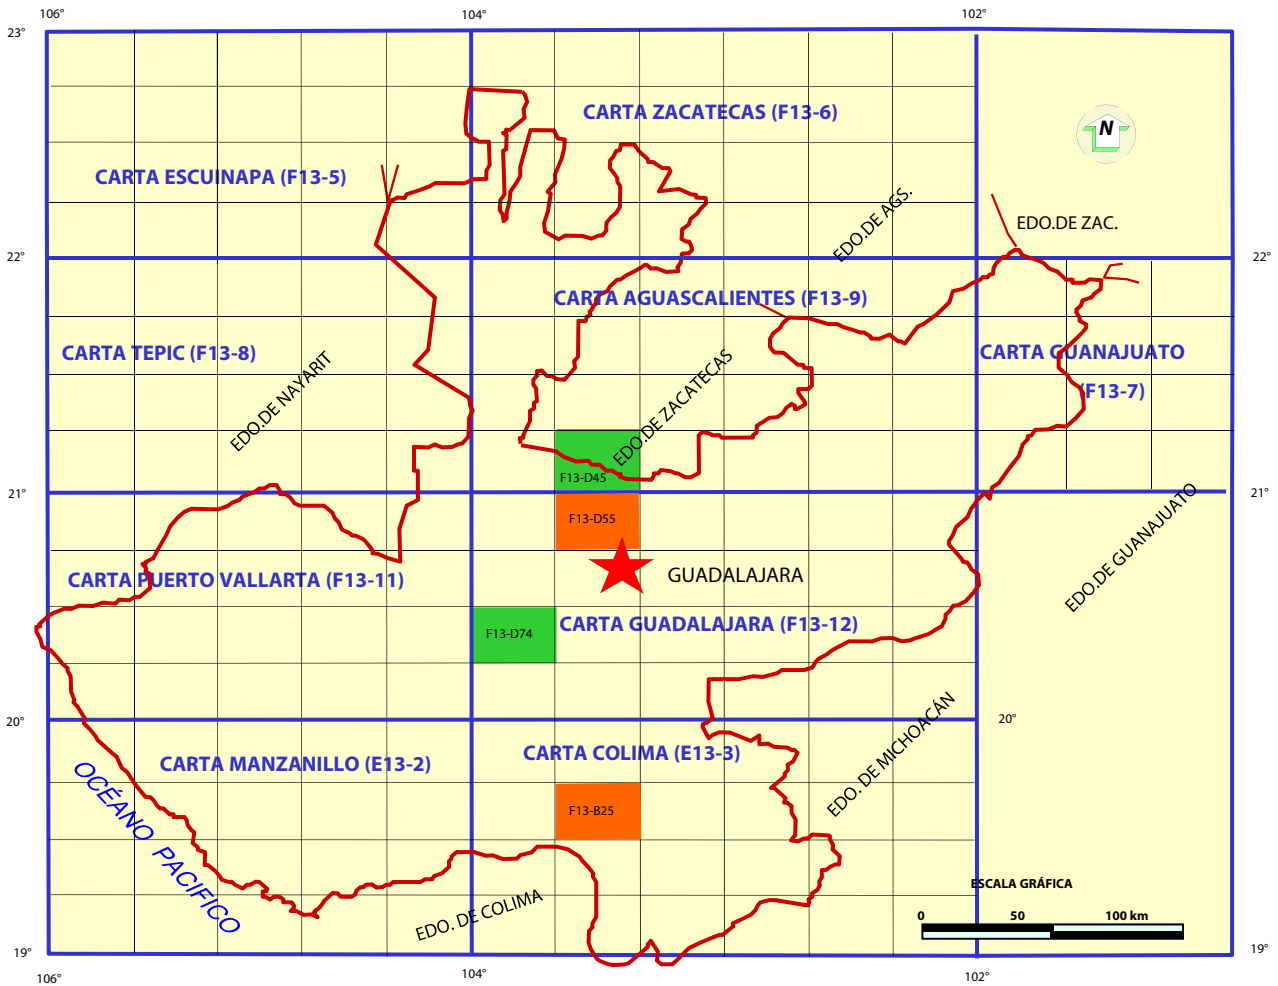 106°
104°
102°
23°
CARTA ZACATECAS (F13-6)
N
CARTA ESCUINAPA (F13-5)
EDO.DE AGS.
EDO.DE ZAC.
22°
22°
CARTA AGUASCALIENTES (F13-9)
CARTA TEPIC (F13-8)
CARTA GUANAJUATO
(F13-7)
EDO.DE NAYARIT
EDO.DE ZACATECAS
F13-D45
21°
21°
F13-D55
EDO.DE GUANAJUATO
CARTA PUERTO VALLARTA (F13-11)
GUADALAJARA
CARTA GUADALAJARA (F13-12)
F13-D74
20°
20°
CARTA COLIMA (E13-3)
CARTA MANZANILLO (E13-2)
EDO. DE MICHOACÁN
OCÉANO PACIFICO
F13-B25
ESCALA GRÁFICA
EDO. DE COLIMA
0 50 100 km
19°
19°
106°
104°
102°